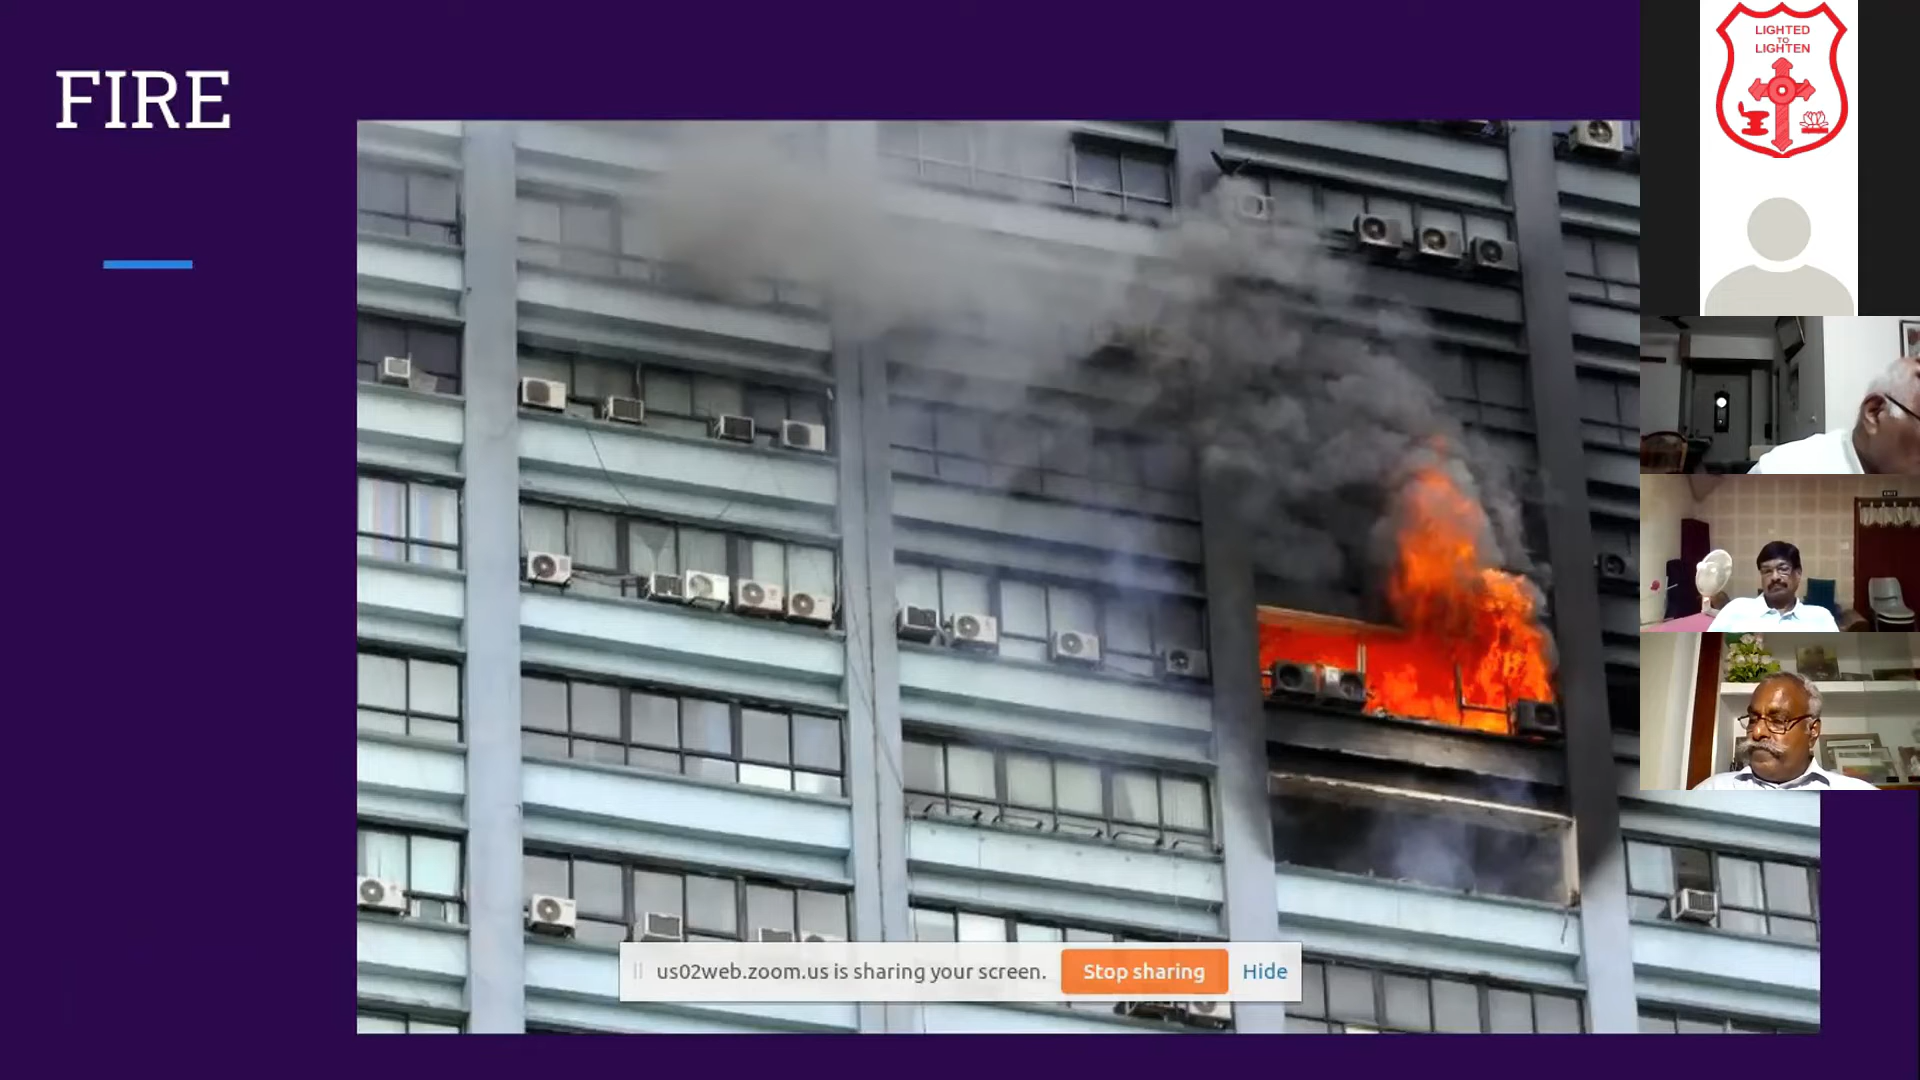 FIRE
LIGHTED
TO
LIGHTEN
us02web.zoom.us is sharing your screen. Stop sharing Hide